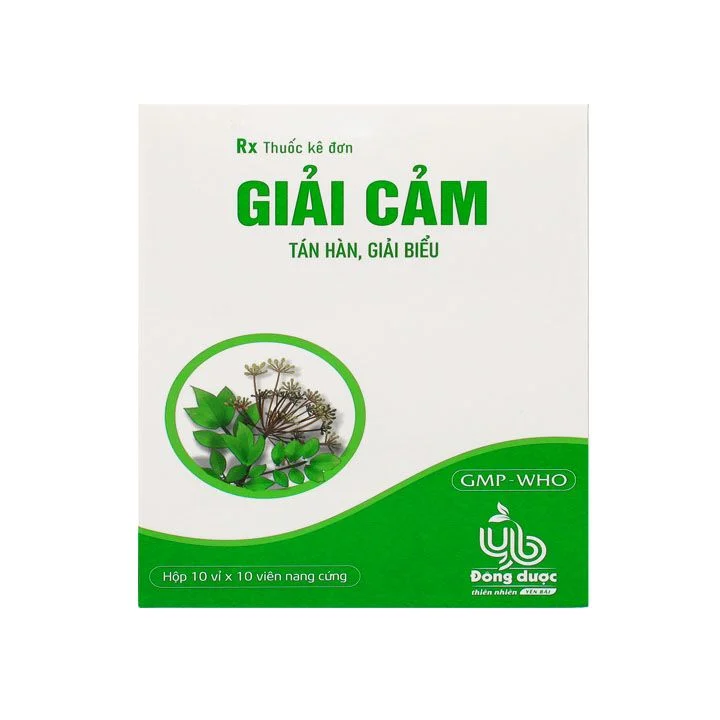 Rx Thuốc kê đơn
GIẢI CẢM
TÁN HÀN, GIẢI BIỂU
GMP - WHO
yb
Hộp 10 vỉ x 10 viên nang cứng
Đông dược
thiên nhiên YÊN BÁI